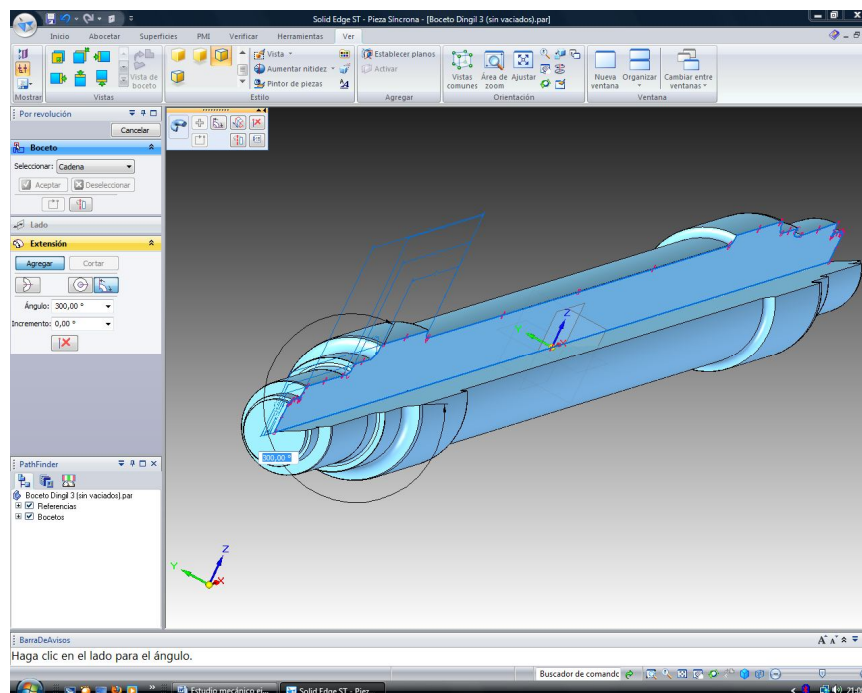 Solid Edge ST - Pieza Síncrona - [Boceto Dingil 3 (sin vaciados).par]
Inicio Abocetar Superficies PMI Verificar Herramientas Ver
Mostrar
Vista de boceto
Vistas
Vista
Aumentar nitidez
Pintor de piezas
Estilo
Establecer planos
Activar
Agregar
Vistas comunes
Área de zoom
Ajustar
Orientación
Nueva ventana
Organizar
Cambiar entre ventanas
Ventana
Por revolución
Cancelar
Boceto
Seleccionar: Cadena
Aceptar Deseleccionar
Lado
Extensión
Agregar Cortar
Ángulo: 300,00 °
Incremento: 0,00 °
300,00 °
Z
Y
X
PathFinder
Boceto Dingil 3 (sin vaciados).par
Referencias
Bocetos
Z
Y
X
BarraDeAvisos
Haga clic en el lado para el ángulo.
Buscador de comandc
Estudio mecánico ej...
Solid Edge ST - Piez...